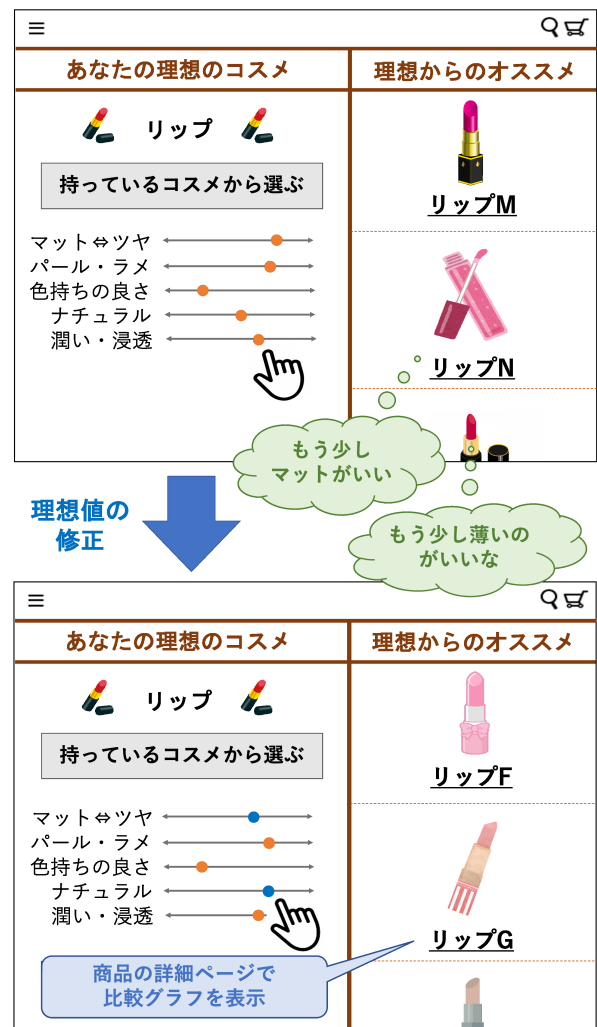 あなたの理想のコスメ
理想からのオススメ
リップ
持っているコスメから選ぶ
マット⇔ツヤ
パール・ラメ
色持ちの良さ
ナチュラル
潤い・浸透
リップM
リップN
もう少し
マットがいい
もう少し薄いの
がいいな
理想値の
修正
あなたの理想のコスメ
理想からのオススメ
リップ
持っているコスメから選ぶ
マット⇔ツヤ
パール・ラメ
色持ちの良さ
ナチュラル
潤い・浸透
リップF
リップG
商品の詳細ページで
比較グラフを表示